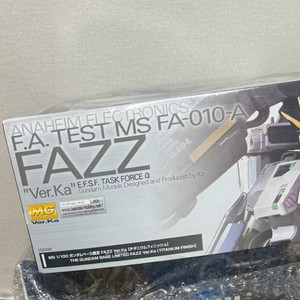 ANAHEIM ELECTRONICS
F.A. TEST MS FA-010-A
FAZZ
"Ver.Ka" E.F.S.F. TASK FORCE α
Gundam Models Designed and Produced by Ka
MG
Ver.Ka
MG 1/100 ガンダムベース限定 FAZZ Ver.Ka [チタニウムフィニッシュ]
THE GUNDAM BASE LIMITED FAZZ Ver.Ka [TITANIUM FINISH]